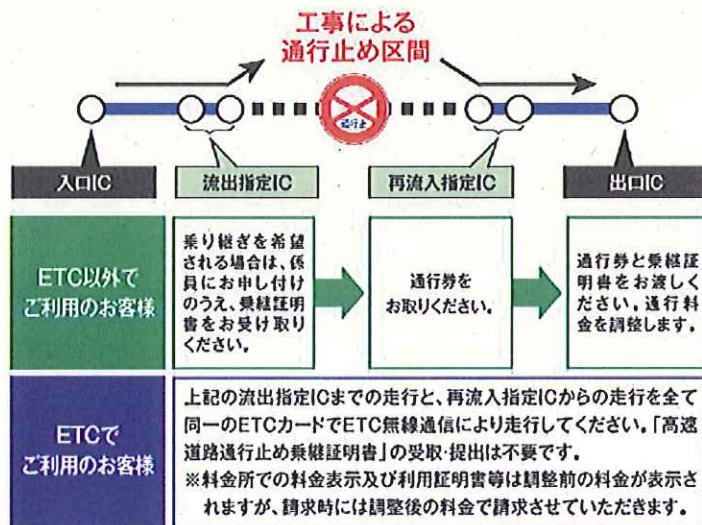 工事による
通行止め区間
通行止
入口IC
流出指定IC
再流入指定IC
出口IC
ETC以外で
ご利用のお客様
乗り継ぎを希望
される場合は、係
員にお申し付け
のうえ、乗継証明
書をお受け取り
ください。
通行券を
お取りください。
通行券と乗継証
明書をお渡しく
ださい。通行料
金を調整します。
ETCで
ご利用のお客様
上記の流出指定ICまでの走行と、再流入指定ICからの走行を全て
同一のETCカードでETC無線通信により走行してください。「高速
道路通行止め乗継証明書」の受取・提出は不要です。
※料金所での料金表示及び利用証明書等は調整前の料金が表示さ
れますが、請求時には調整後の料金で請求させていただきます。